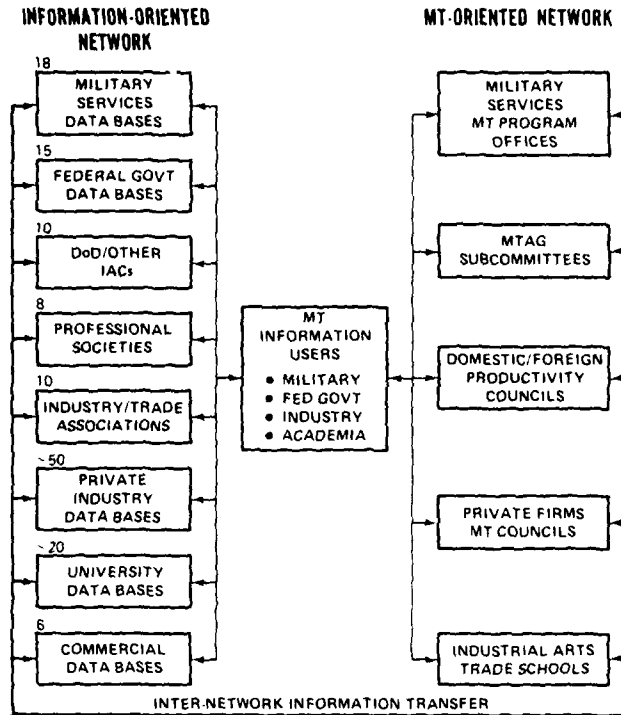 INFORMATION-ORIENTED
NETWORK
18
MILITARY
SERVICES
DATA BASES
15
FEDERAL GOVT
DATA BASES
10
DoD/OTHER
IACs
8
PROFESSIONAL
SOCIETIES
10
INDUSTRY/TRADE
ASSOCIATIONS
~50
PRIVATE
INDUSTRY
DATA BASES
~20
UNIVERSITY
DATA BASES
6
COMMERCIAL
DATA BASES
MT
INFORMATION
USERS
• MILITARY
• FED GOVT
• INDUSTRY
• ACADEMIA
MT-ORIENTED NETWORK
MILITARY
SERVICES
MT PROGRAM
OFFICES
MTAG
SUBCOMMITTEES
DOMESTIC/FOREIGN
PRODUCTIVITY
COUNCILS
PRIVATE FIRMS
MT COUNCILS
INDUSTRIAL ARTS
TRADE SCHOOLS
INTER-NETWORK INFORMATION TRANSFER